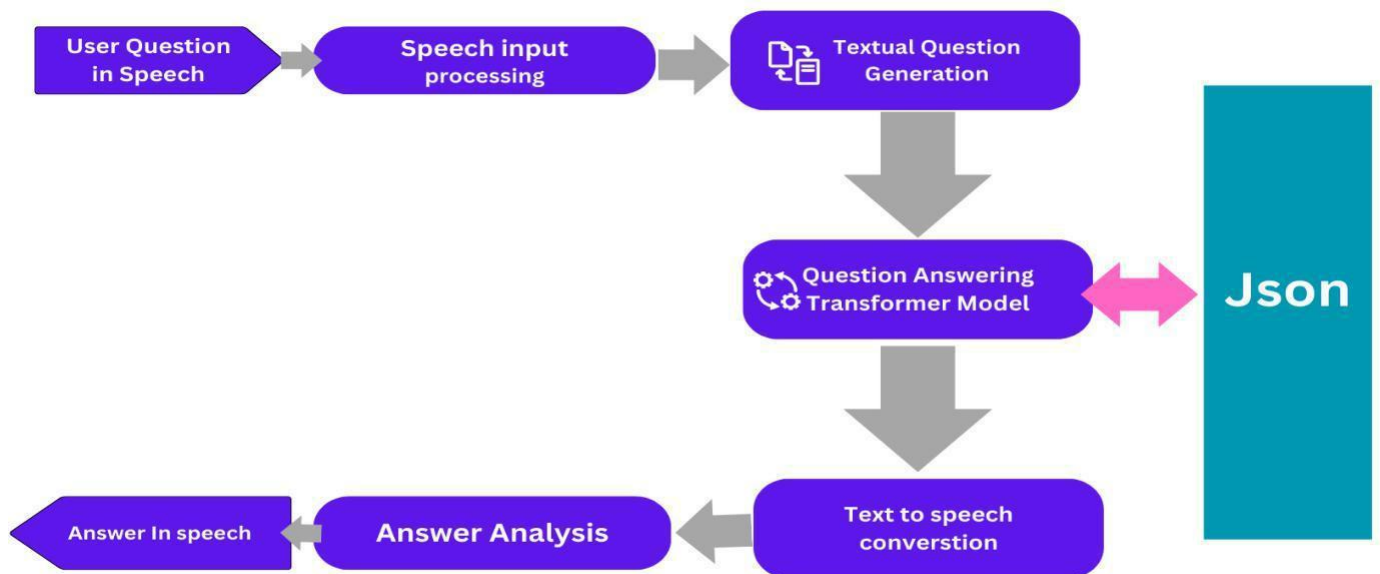 User Question
in Speech
Speech input
processing
Textual Question
Generation
Question Answering
Transformer Model
Json
Text to speech
converstion
Answer Analysis
Answer In speech